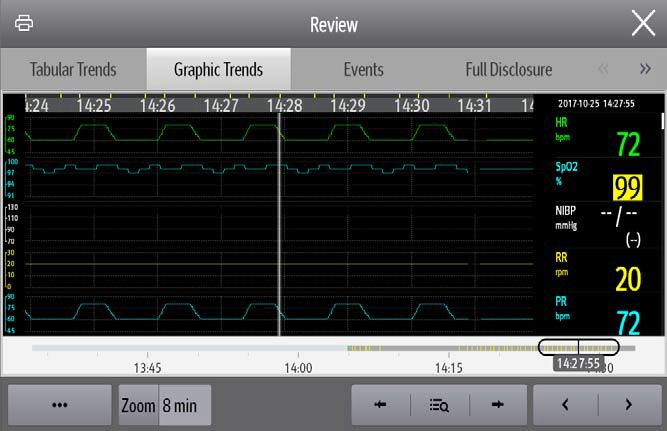 Review
Tabular Trends Graphic Trends Events Full Disclosure « »
:24 14:25 14:26 14:27 14:28 14:29 14:30 14:31 14
2017-10-25 14:27:55
90
75
60
45
HR
bpm
72
100
97
94
91
SpO2
%
99
130
110
90
70
NIBP
mmHg
-- / --
(--)
30
20
10
0
RR
rpm
20
90
75
60
45
PR
bpm
72
13:45 14:00 14:15 :30
14:27:55
••• Zoom 8 min < >